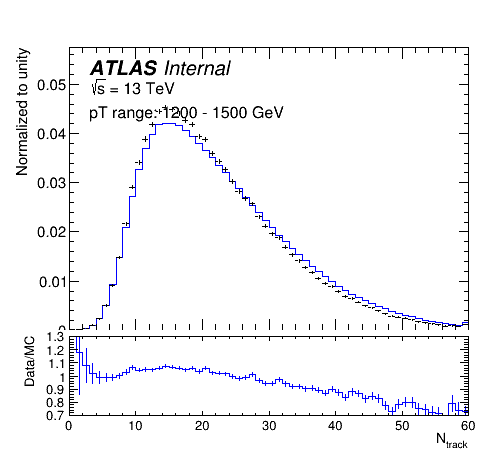 ATLAS Internal
√s = 13 TeV
pT range: 1200 - 1500 GeV
Normalized to unity
0.05
0.04
0.03
0.02
0.01
0
Data/MC
1.3
1.2
1.1
1
0.9
0.8
0.7
0 10 20 30 40 50 60
N_track